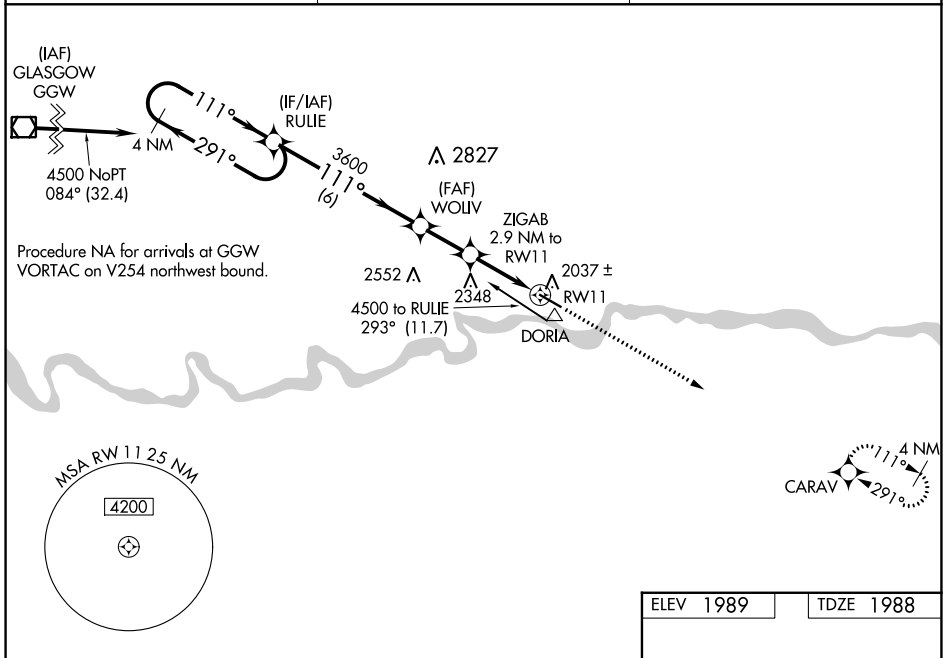 (IAF)
GLASGOW
GGW
4500 NoPT
084° (32.4)
111°
291°
4 NM
(IF/IAF)
RULIE
3600
111°
(6)
2827
(FAF)
WOLIV
ZIGAB
2.9 NM to
RW11
2037 ±
RW11
2552
2348
4500 to RULIE
293° (11.7)
DORIA
Procedure NA for arrivals at GGW
VORTAC on V254 northwest bound.
MSA RW 11 25 NM
4200
CARAV
111°
291°
4 NM
ELEV 1989
TDZE 1988